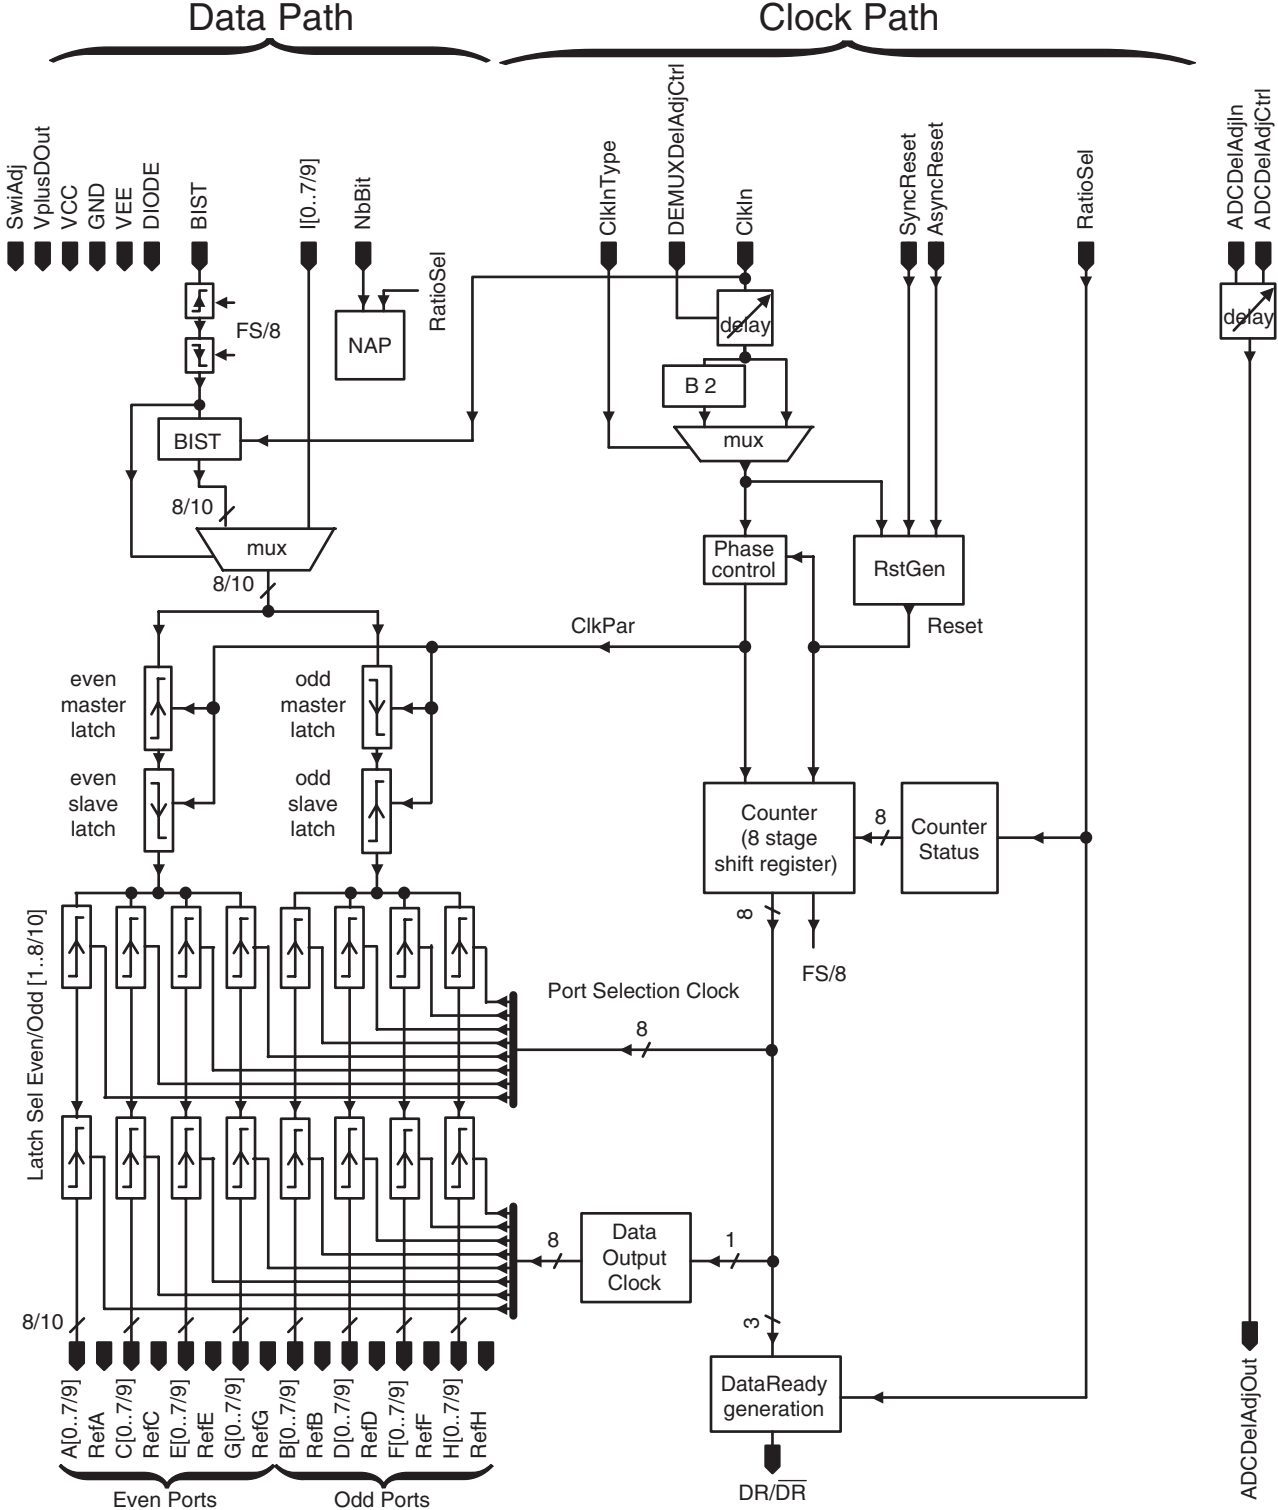 Data Path
Clock Path
SwiAdj
VplusDOut
VCC
GND
VEE
DIODE
BIST
I[0..7/9]
NbBit
ClkInType
DEMUXDelAdjCtrl
ClkIn
SyncReset
AsyncReset
RatioSel
ADCDelAdjIn
ADCDelAdjCtrl
FS/8
RatioSel
NAP
delay
delay
B 2
BIST
mux
8/10
mux
Phase
control
RstGen
8/10
ClkPar
Reset
even
master
latch
odd
master
latch
even
slave
latch
odd
slave
latch
Counter
(8 stage
shift register)
8
Counter
Status
8
FS/8
Latch Sel Even/Odd [1..8/10]
Port Selection Clock
8
8
Data
Output
Clock
1
3
8/10
DataReady
generation
A[0..7/9]
RefA
C[0..7/9]
RefC
E[0..7/9]
RefE
G[0..7/9]
RefG
B[0..7/9]
RefB
D[0..7/9]
RefD
F[0..7/9]
RefF
H[0..7/9]
RefH
Even Ports
Odd Ports
DR/DR
ADCDelAdjOut